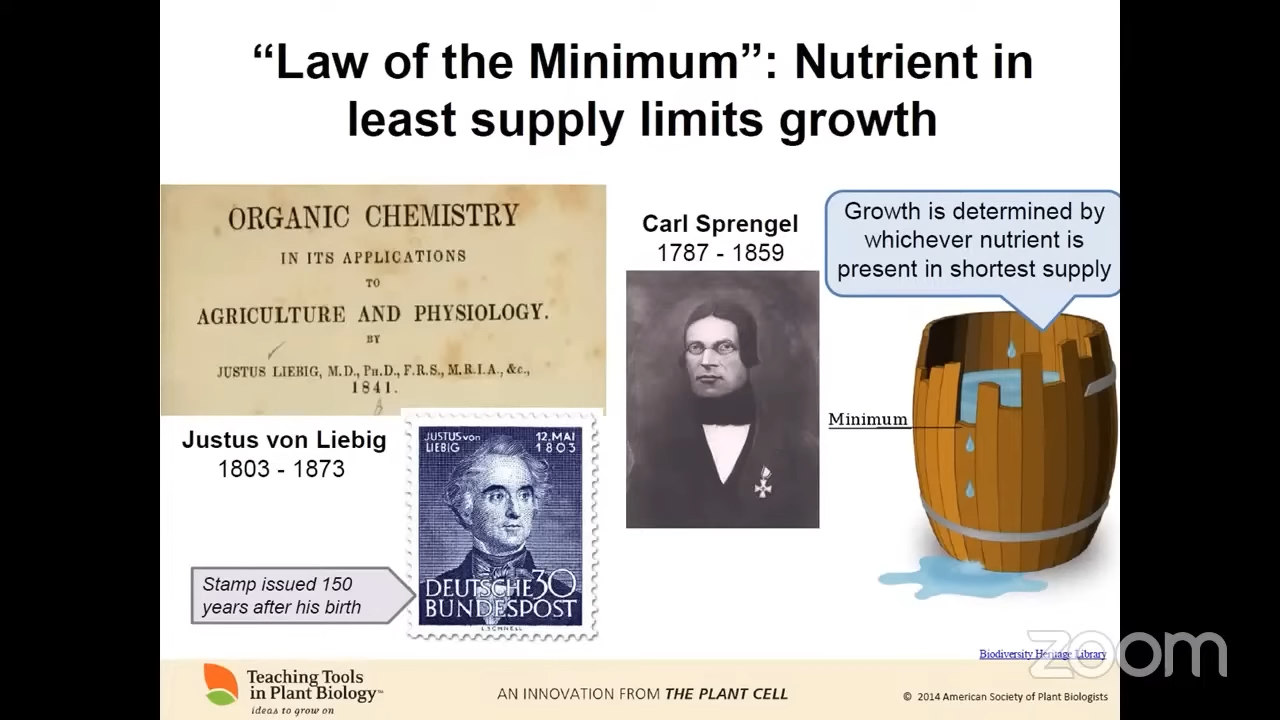 “Law of the Minimum”: Nutrient in
least supply limits growth
ORGANIC CHEMISTRY
IN ITS APPLICATIONS
TO
AGRICULTURE AND PHYSIOLOGY.
BY
JUSTUS LIEBIG, M.D., PH.D., F.R.S., M.R.I.A., &c.,
1841.
Justus von Liebig
1803 - 1873
JUSTUS von
LIEBIG
12.MAI
1803
DEUTSCHE 30
BUNDESPOST
L.SCHNELL
Stamp issued 150
years after his birth
Carl Sprengel
1787 - 1859
Growth is determined by
whichever nutrient is
present in shortest supply
Minimum
Biodiversity Heritage Library
zoom
Teaching Tools
in Plant Biology™
ideas to grow on
AN INNOVATION FROM THE PLANT CELL
© 2014 American Society of Plant Biologists